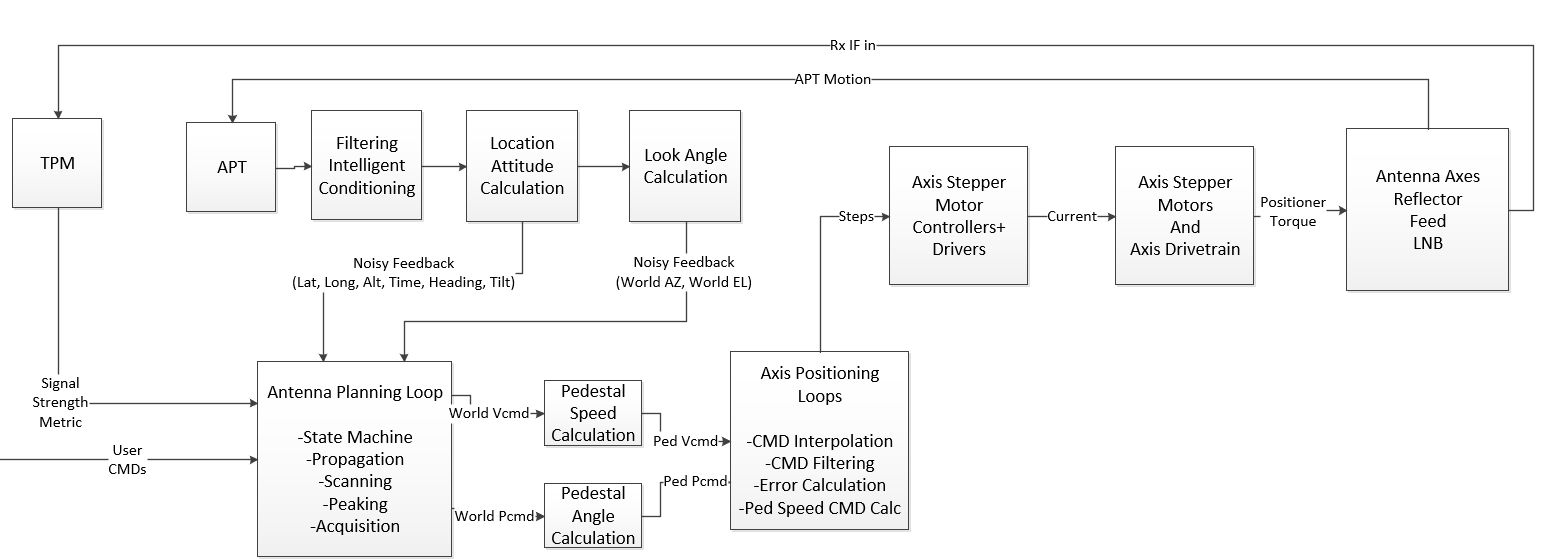 Rx IF in
APT Motion
TPM
APT
Filtering
Intelligent
Conditioning
Location
Attitude
Calculation
Look Angle
Calculation
Axis Stepper
Motor
Controllers+
Drivers
Axis Stepper
Motors
And
Axis Drivetrain
Antenna Axes
Reflector
Feed
LNB
Steps
Current
Positioner
Torque
Noisy Feedback
(Lat, Long, Alt, Time, Heading, Tilt)
Noisy Feedback
(World AZ, World EL)
Signal
Strength
Metric
User
CMDs
Antenna Planning Loop
-State Machine
-Propagation
-Scanning
-Peaking
-Acquisition
World Vcmd
World Pcmd
Pedestal
Speed
Calculation
Pedestal
Angle
Calculation
Ped Vcmd
Ped Pcmd
Axis Positioning
Loops
-CMD Interpolation
-CMD Filtering
-Error Calculation
-Ped Speed CMD Calc